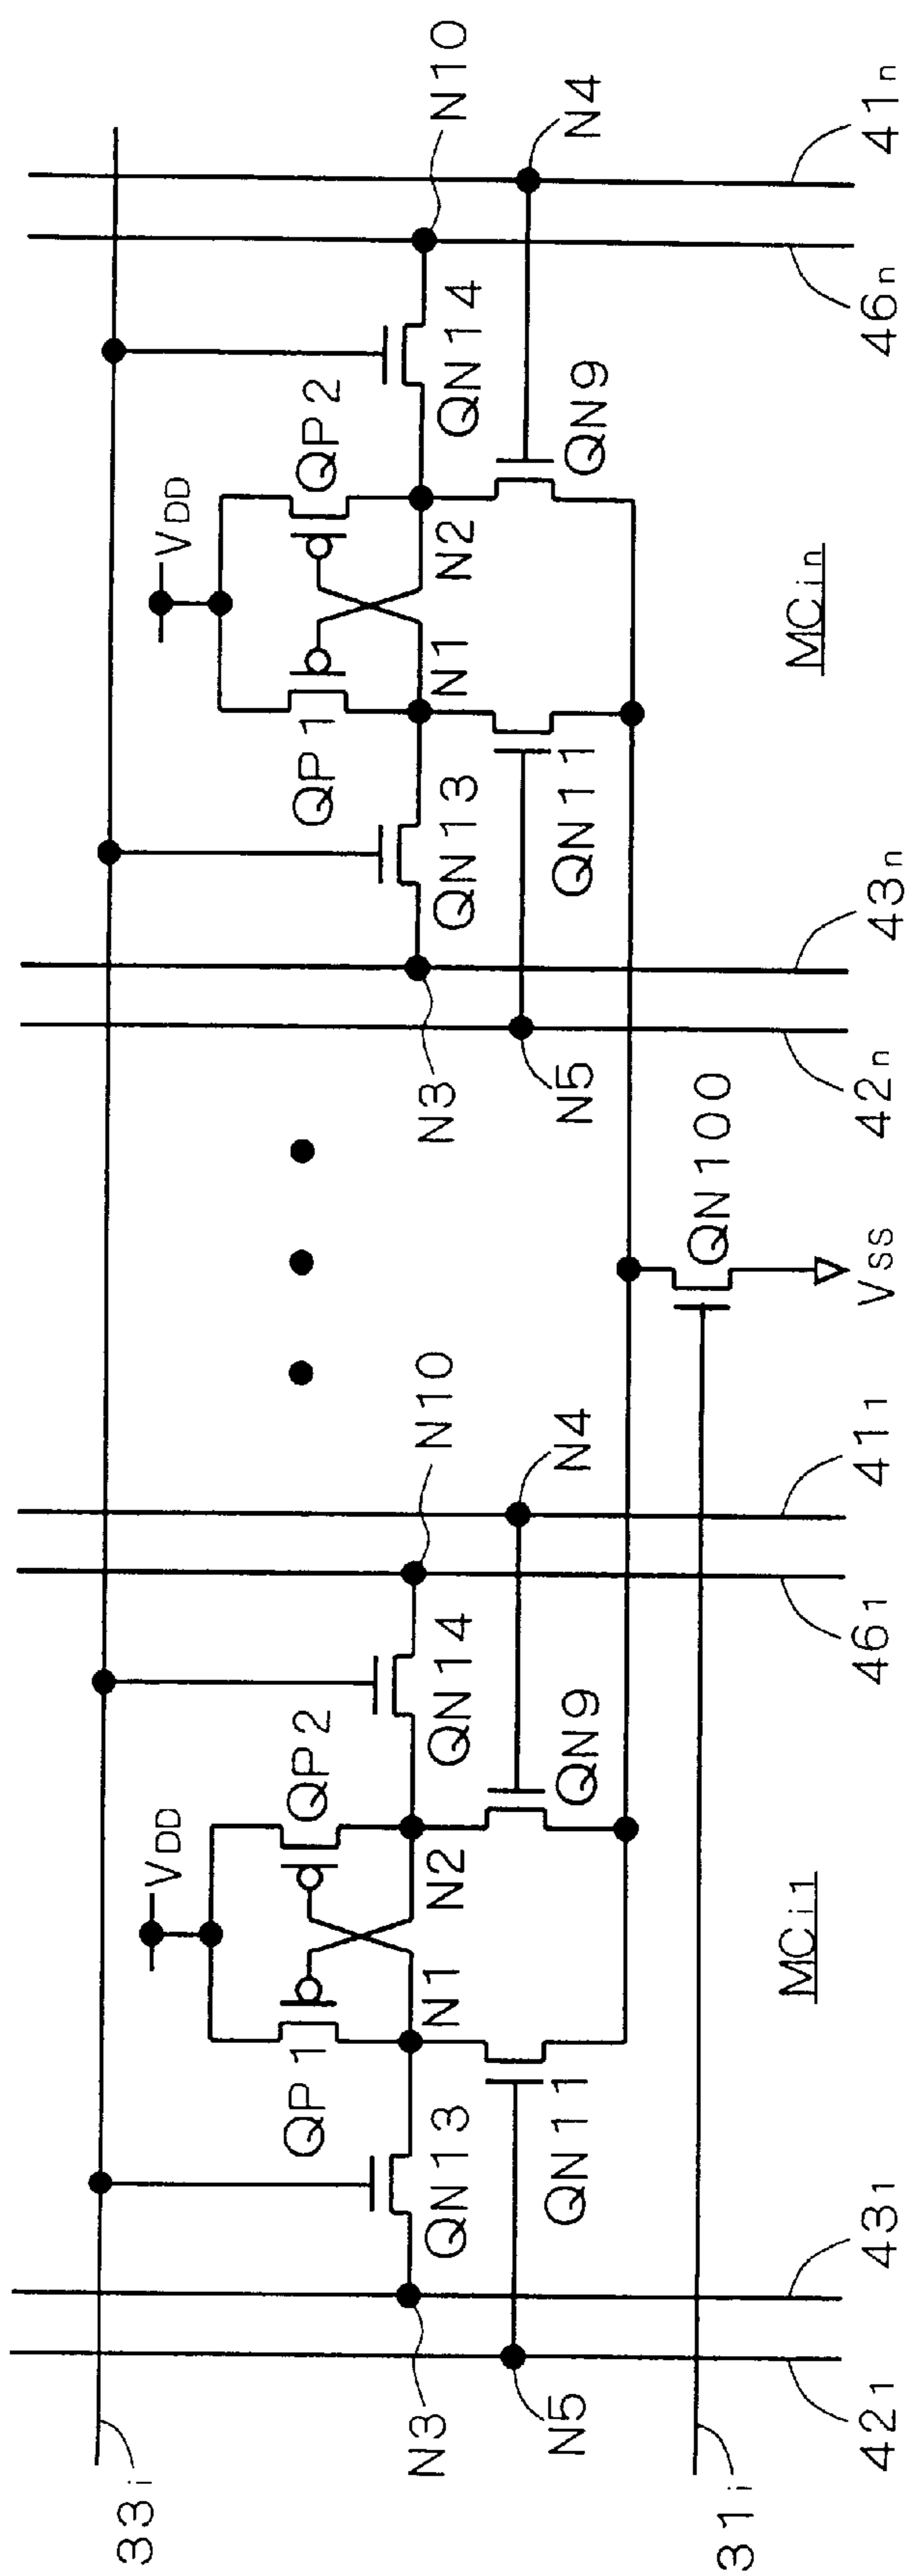 33i
VDD
VDD
QP1
QP2
QP1
QP2
N3
QN13
N1
N2
QN14
N10
N3
QN13
N1
N2
QN14
N10
N5
QN11
QN9
N4
N5
QN11
QN9
N4
QN100
31i
MCi1
VSS
MCin
421
431
461
411
42n
43n
46n
41n